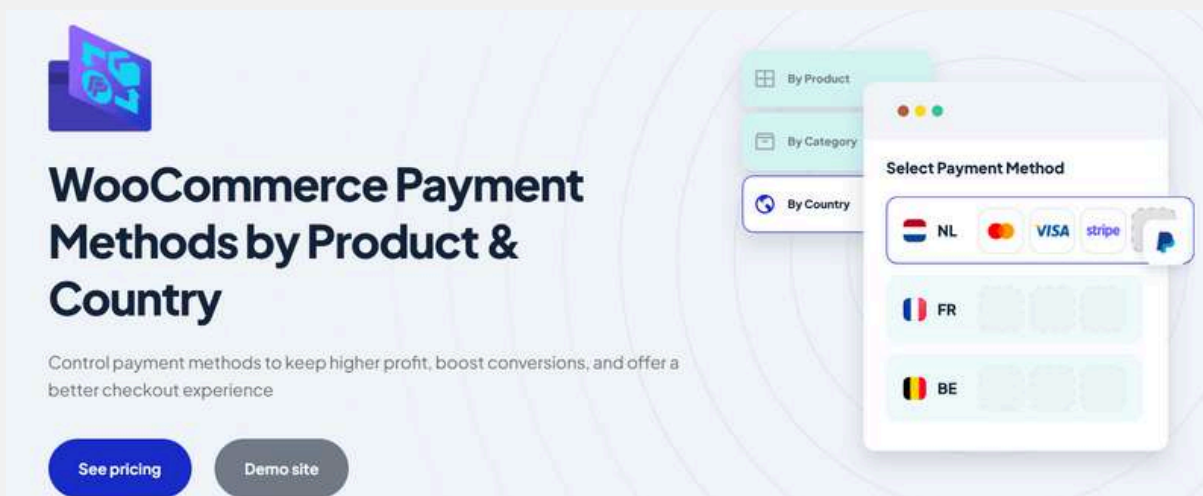 WooCommerce Payment
Methods by Product &
Country
Control payment methods to keep higher profit, boost conversions, and offer a
better checkout experience
See pricing
Demo site
By Product
By Category
By Country
Select Payment Method
NL
VISA
stripe
FR
BE